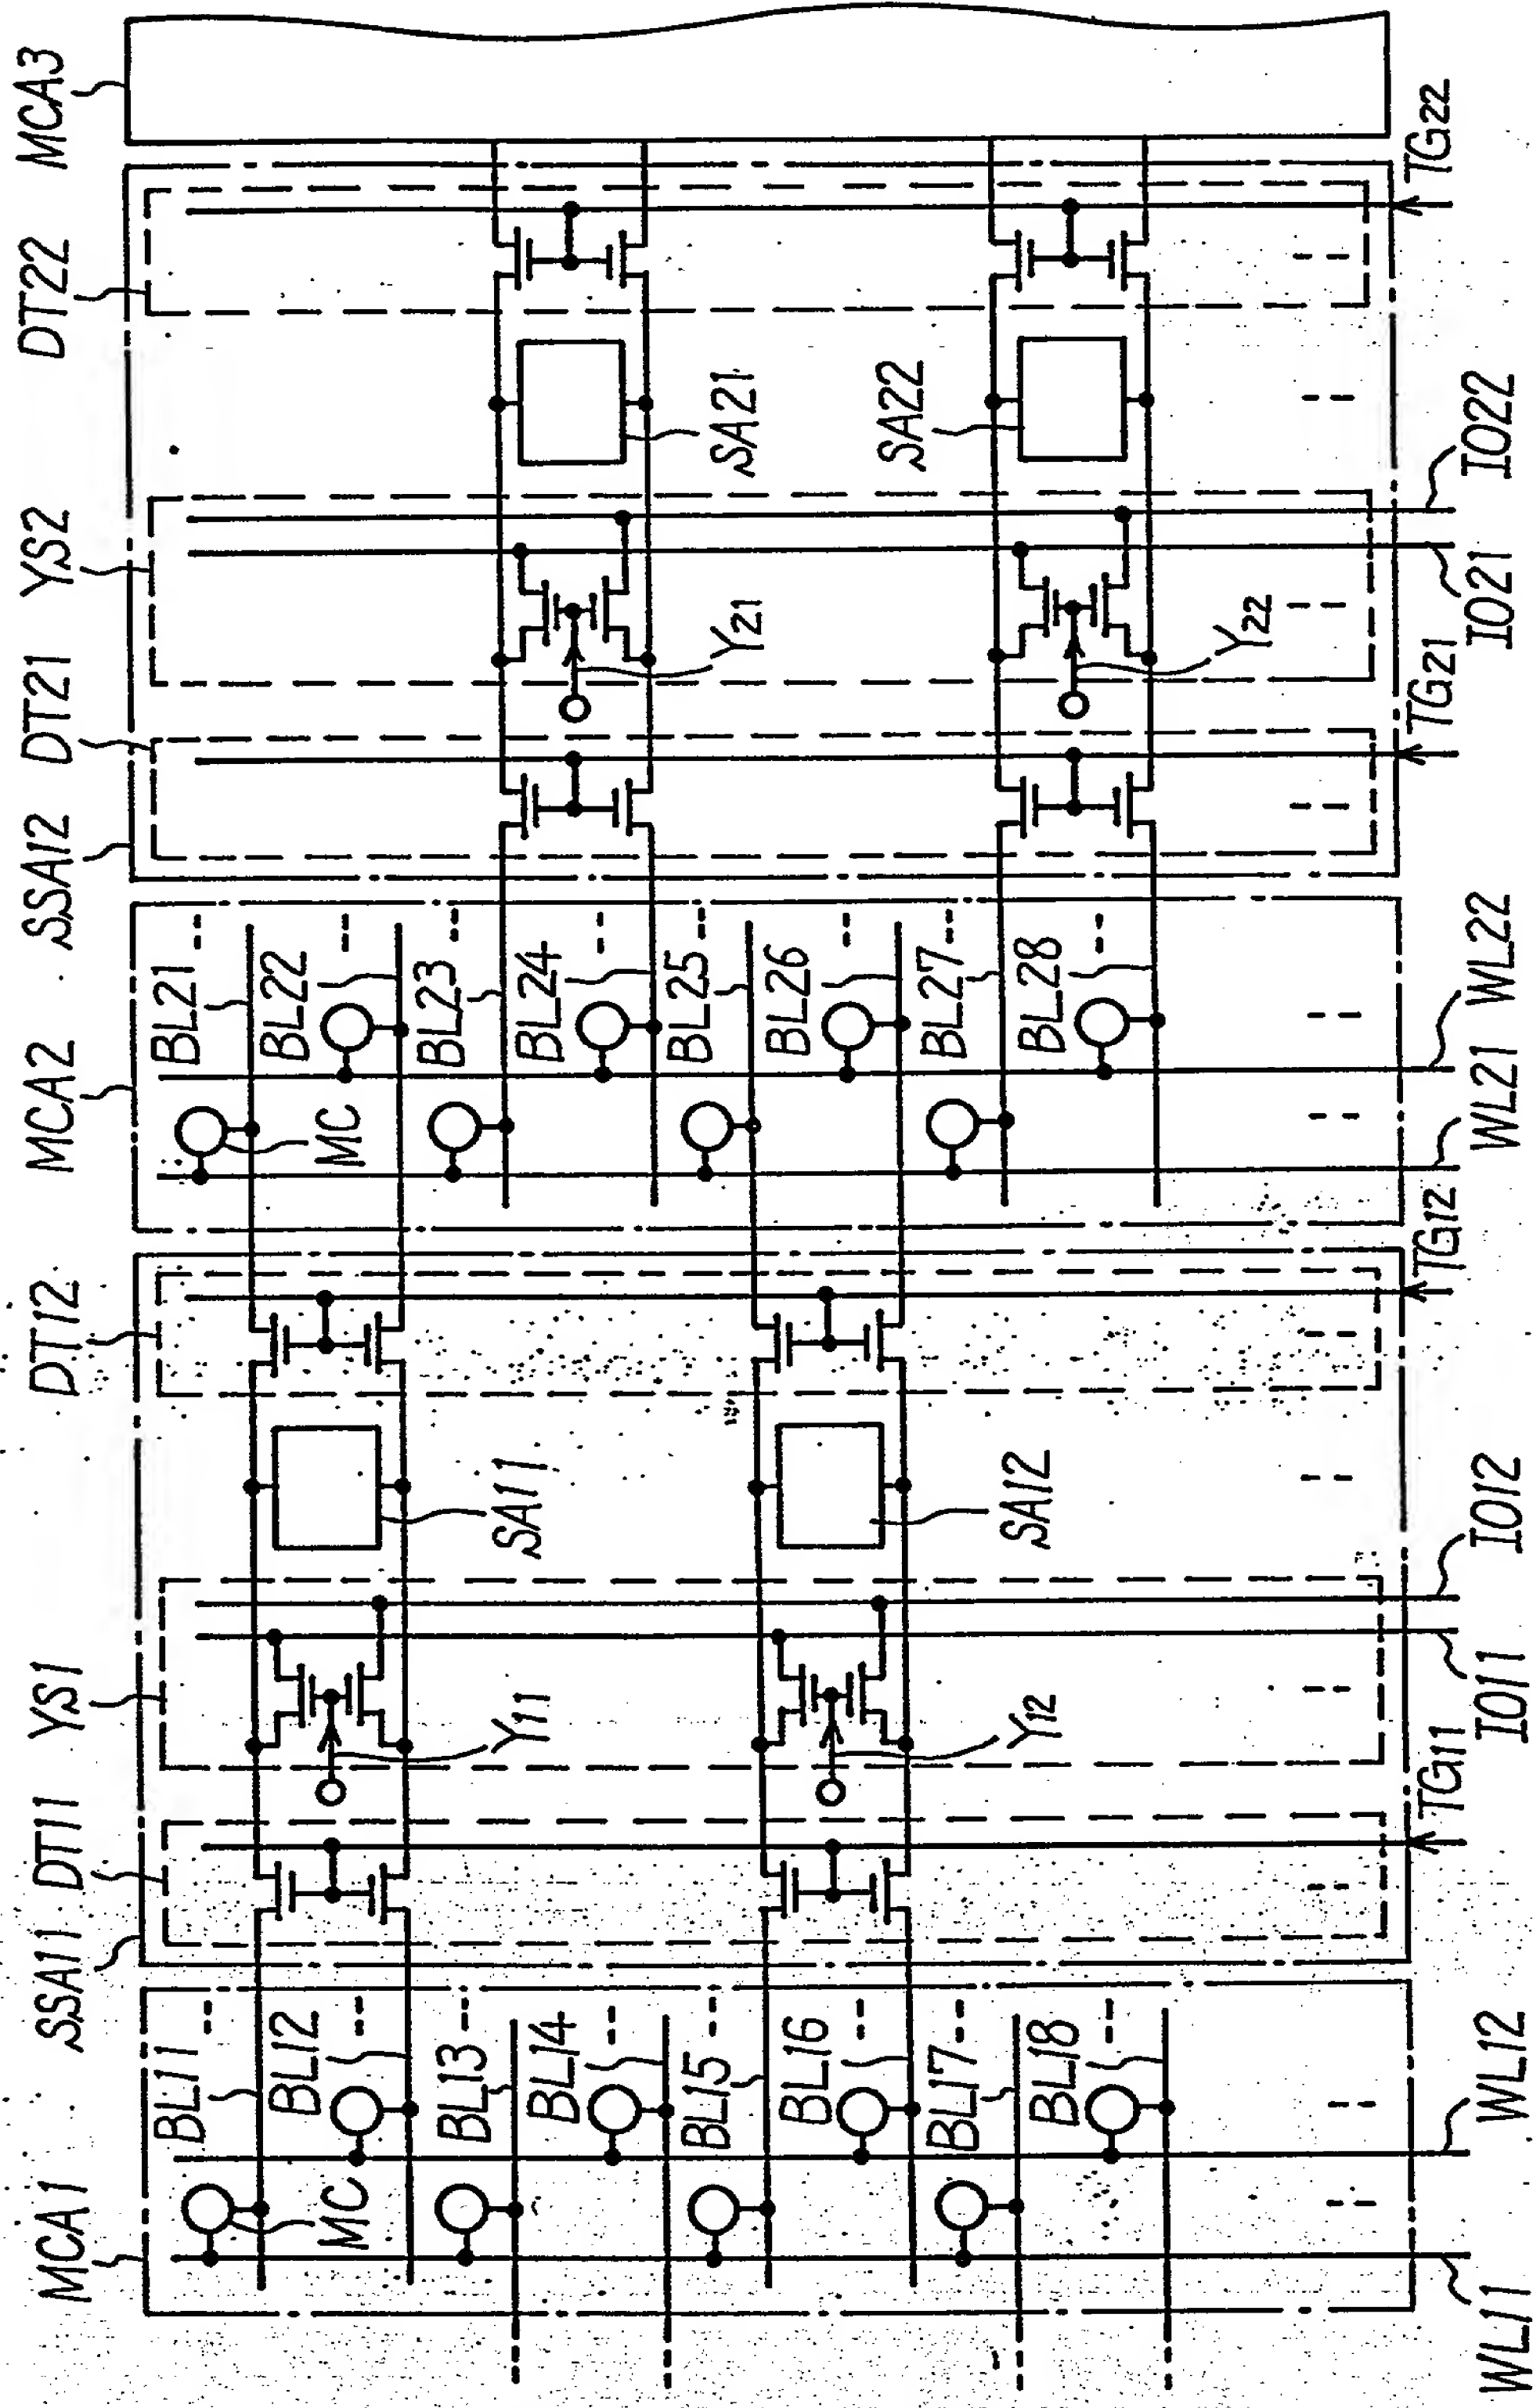 MCA1
SSA11
DT11
YS1
DT12
MCA2
SSA12
DT21
YS2
DT22
MCA3
BL11
BL21
MC
BL12
MC
BL22
BL13
BL23
Y11
SA11
BL14
BL24
Y21
SA21
BL15
BL25
BL16
BL26
SA22
BL17
BL27
Y12
SA12
BL18
BL28
Y22
TG11
TG12
TG21
TG22
WL11
WL12
IO11
IO12
WL21
WL22
IO21
IO22